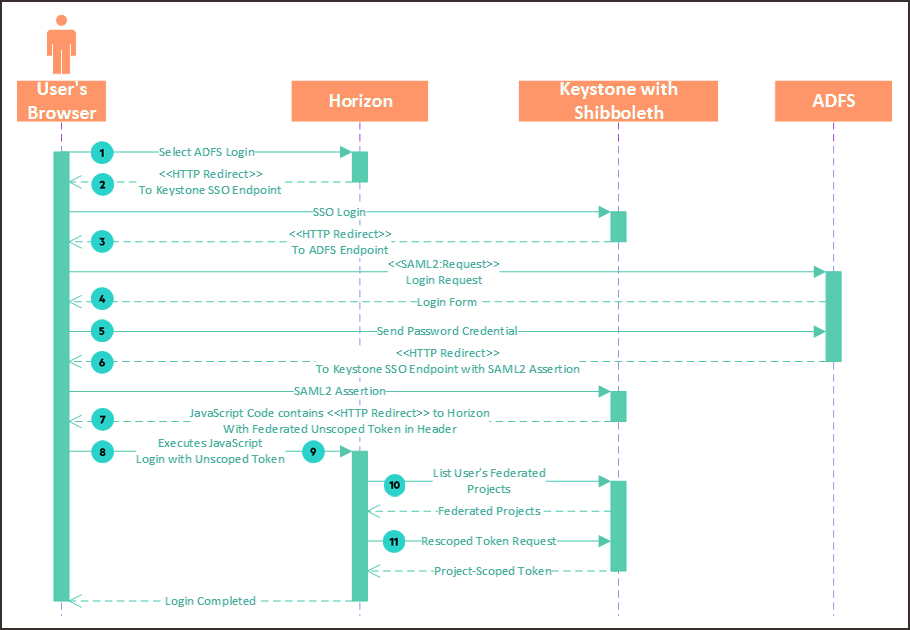 User's
Browser
Horizon
Keystone with
Shibboleth
ADFS
1
Select ADFS Login
<<HTTP Redirect>>
2
To Keystone SSO Endpoint
SSO Login
<<HTTP Redirect>>
3
To ADFS Endpoint
<<SAML2:Request>>
Login Request
4
Login Form
5
Send Password Credential
<<HTTP Redirect>>
6
To Keystone SSO Endpoint with SAML2 Assertion
SAML2 Assertion
JavaScript Code contains <<HTTP Redirect>> to Horizon
7
With Federated Unscoped Token in Header
Executes JavaScript
8
Login with Unscoped Token
9
List User's Federated
10
Projects
Federated Projects
11
Rescoped Token Request
Project-Scoped Token
Login Completed